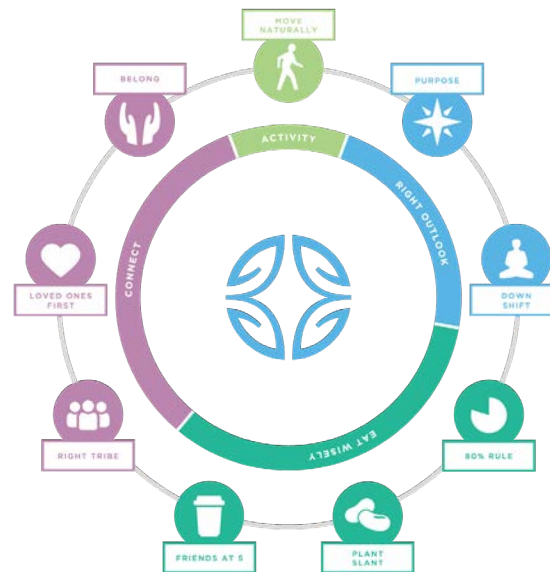 MOVE
NATURALLY
PURPOSE
DOWN
SHIFT
80% RULE
PLANT
SLANT
FRIENDS AT 5
RIGHT TRIBE
LOVED ONES
FIRST
BELONG
ACTIVITY
RIGHT OUTLOOK
EAT WISELY
CONNECT